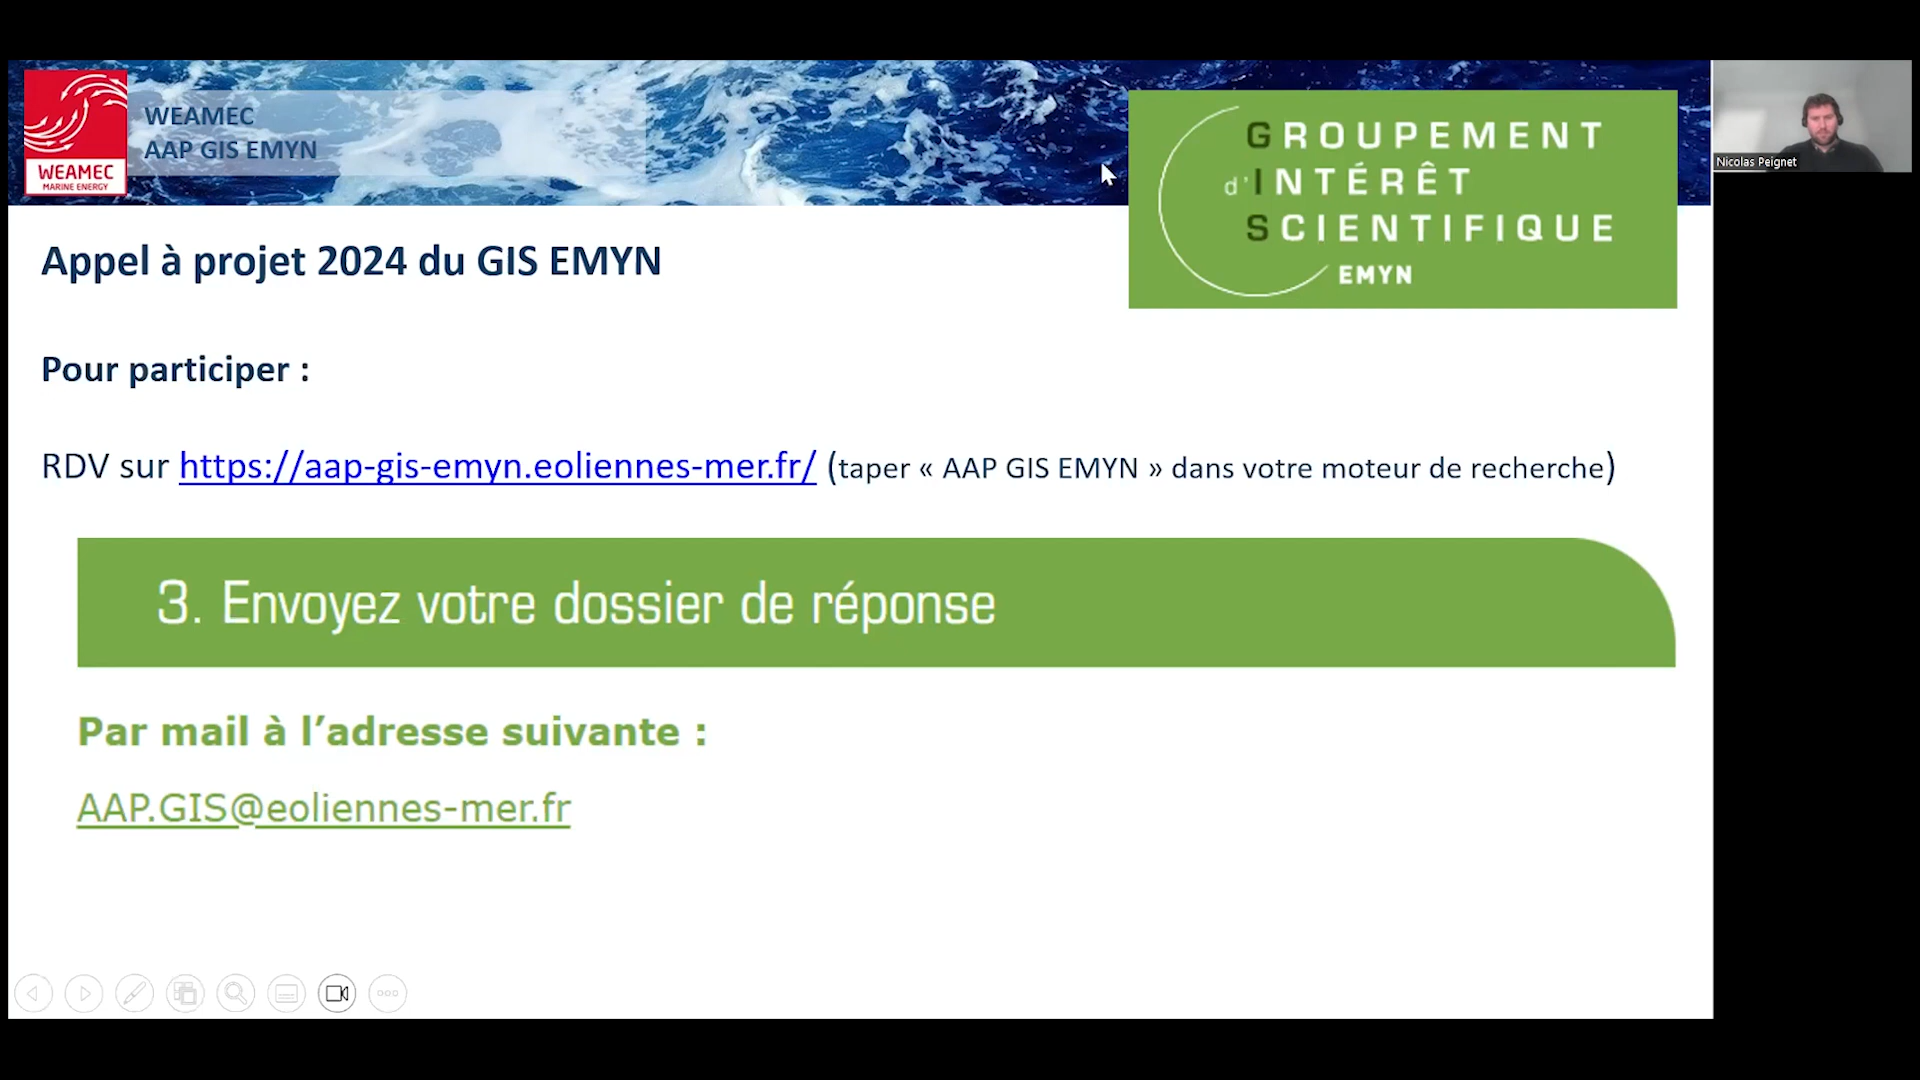 WEAMEC
MARINE ENERGY
WEAMEC
AAP GIS EMYN
GROUPEMENT
d'INTÉRÊT
SCIENTIFIQUE
EMYN
Nicolas Peignet
Appel à projet 2024 du GIS EMYN
Pour participer :
RDV sur https://aap-gis-emyn.eoliennes-mer.fr/ (taper « AAP GIS EMYN » dans votre moteur de recherche)
3. Envoyez votre dossier de réponse
Par mail à l’adresse suivante :
AAP.GIS@eoliennes-mer.fr